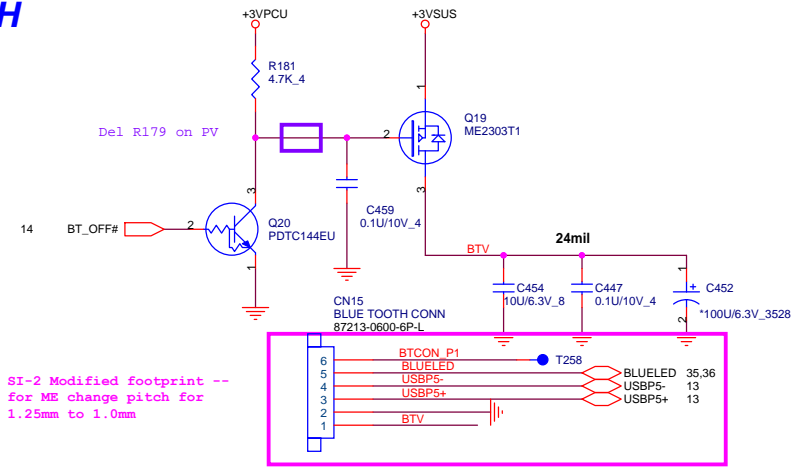 H
+3VPCU
+3VSUS
R181
4.7K_4
1
Q19
ME2303T1
Del R179 on PV
2
3
3
C459
0.1U/10V_4
14 BT_OFF# 2
Q20
PDTC144EU
1
BTV
24mil
C454
10U/6.3V_8
C447
0.1U/10V_4
1
+
C452
2
*100U/6.3V_3528
CN15
BLUE TOOTH CONN
87213-0600-6P-L
6 BTCON_P1 T258
5 BLUELED BLUELED 35,36
4 USBP5- USBP5- 13
3 USBP5+ USBP5+ 13
2
1 BTV
SI-2 Modified footprint --
for ME change pitch for
1.25mm to 1.0mm